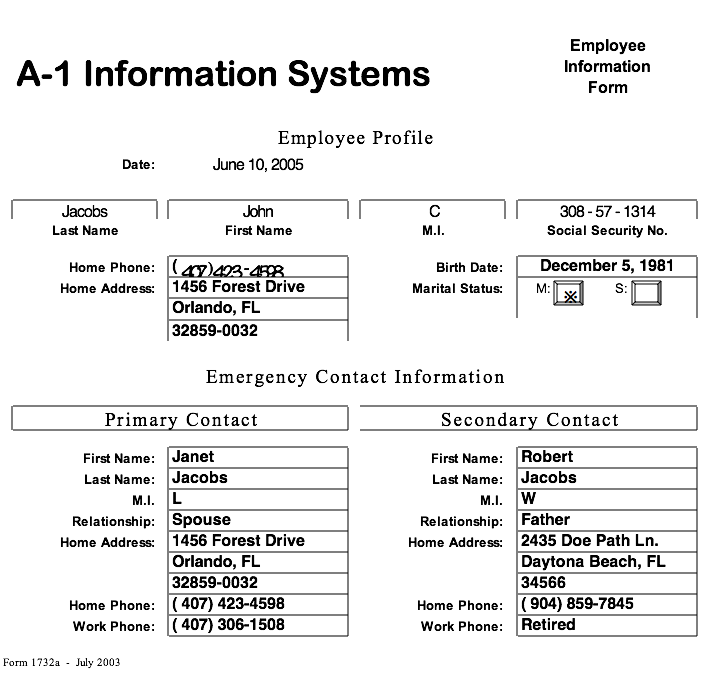 A-1 Information Systems
Employee
Information
Form
Employee Profile
Date: June 10, 2005
Jacobs John C 308 - 57 - 1314
Last Name First Name M.I. Social Security No.
Home Phone: (407)423-4598 Birth Date: December 5, 1981
Home Address: 1456 Forest Drive Marital Status: M: ※ S:
Orlando, FL
32859-0032
Emergency Contact Information
Primary Contact Secondary Contact
First Name: Janet First Name: Robert
Last Name: Jacobs Last Name: Jacobs
M.I. L M.I. W
Relationship: Spouse Relationship: Father
Home Address: 1456 Forest Drive Home Address: 2435 Doe Path Ln.
Orlando, FL Daytona Beach, FL
32859-0032 34566
Home Phone: ( 407) 423-4598 Home Phone: ( 904) 859-7845
Work Phone: ( 407) 306-1508 Work Phone: Retired
Form 1732a - July 2003